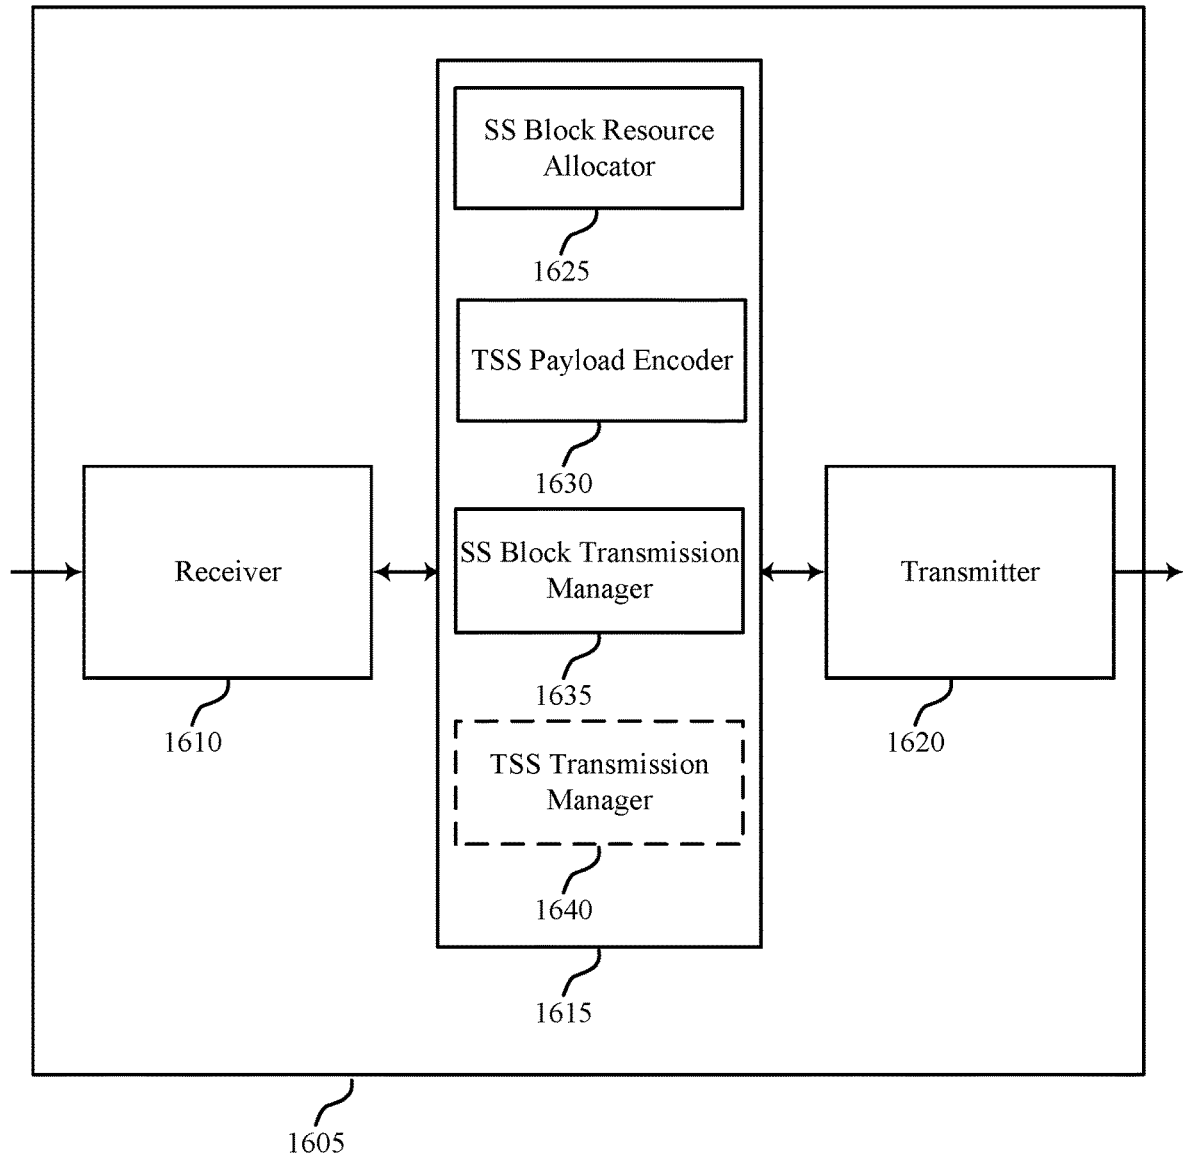 SS Block Resource
Allocator
1625
TSS Payload Encoder
1630
Receiver
1610
SS Block Transmission
Manager
1635
Transmitter
1620
TSS Transmission
Manager
1640
1615
1605